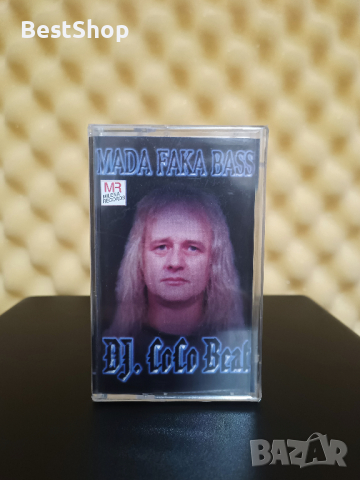 BestShop
MADA FAKA BASS
MR
DJ. CoCo Beat
BAZAR